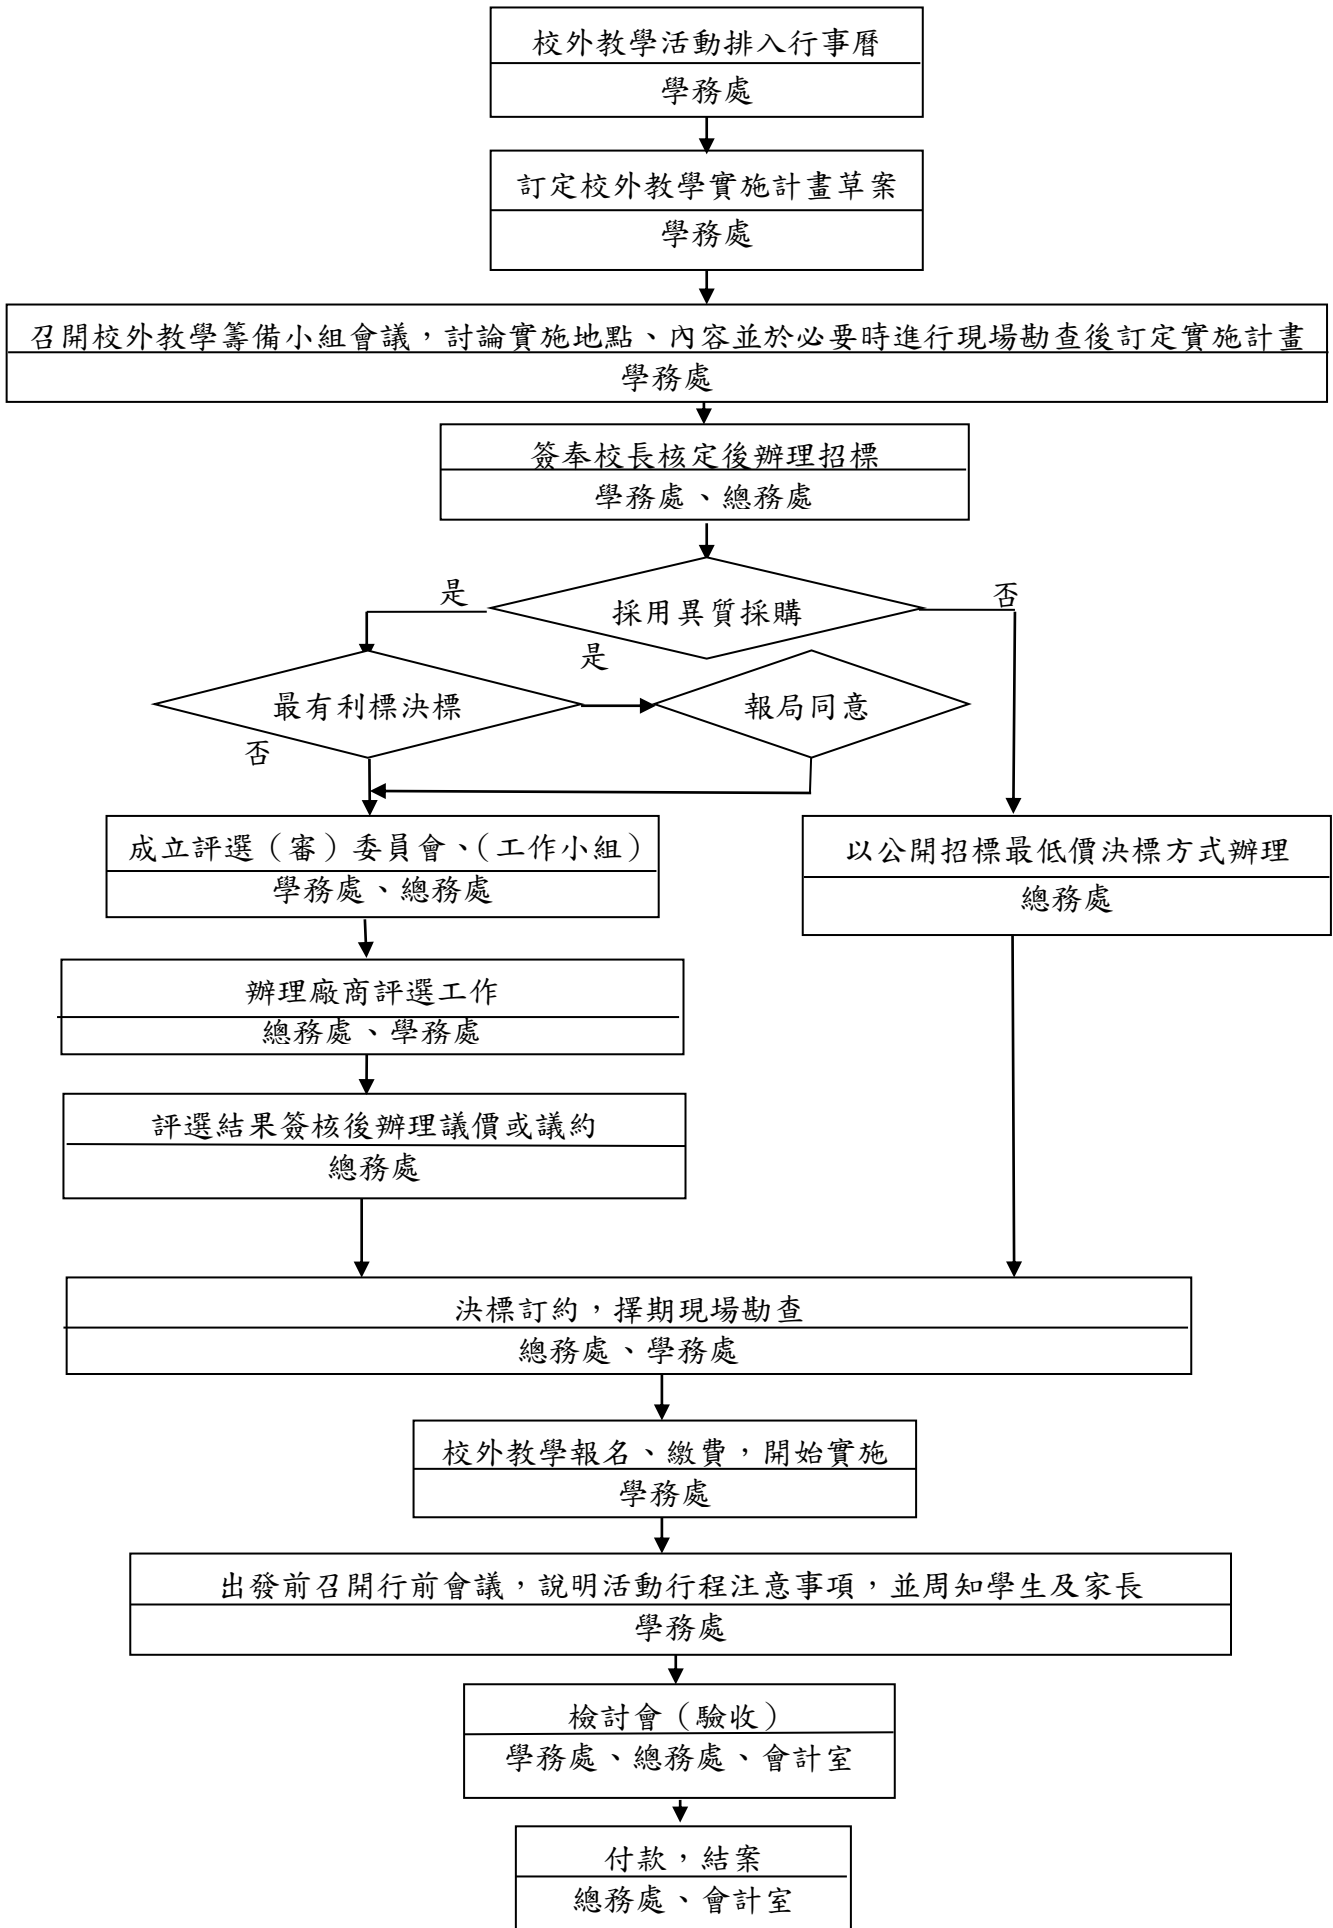 校外教學活動排入行事曆
學務處
訂定校外教學實施計畫草案
學務處
召開校外教學籌備小組會議，討論實施地點、內容並於必要時進行現場勘查後訂定實施計畫
學務處
簽奉校長核定後辦理招標
學務處、總務處
採用異質採購
是
否
是
最有利標決標
報局同意
否
成立評選（審）委員會、（工作小組）
學務處、總務處
以公開招標最低價決標方式辦理
總務處
辦理廠商評選工作
總務處、學務處
評選結果簽核後辦理議價或議約
總務處
決標訂約，擇期現場勘查
總務處、學務處
校外教學報名、繳費，開始實施
學務處
出發前召開行前會議，說明活動行程注意事項，並周知學生及家長
學務處
檢討會（驗收）
學務處、總務處、會計室
付款，結案
總務處、會計室